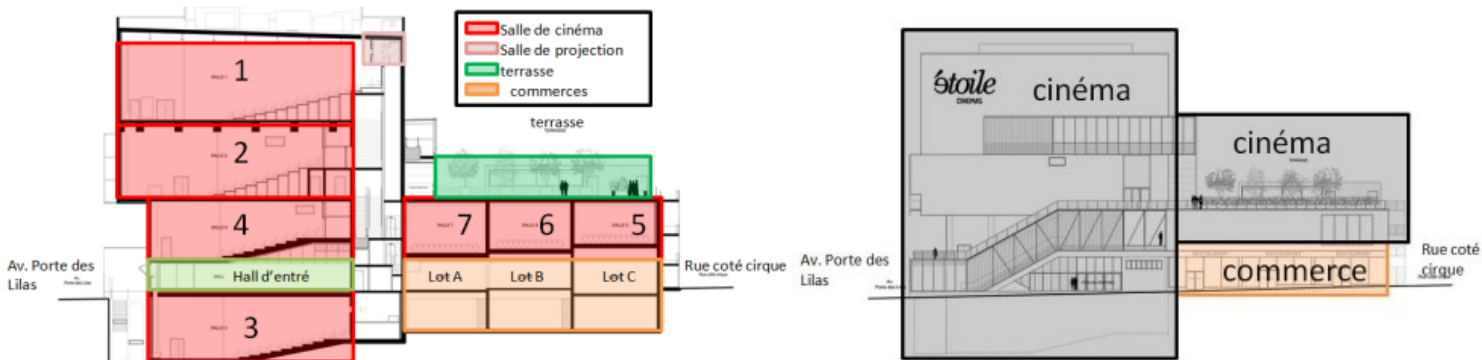 Salle de cinéma
Salle de projection
terrasse
commerces
terrasse
1
SALLE 1
2
4
7
6
5
Av. Porte des
Lilas
Hall d'entré
Lot A
Lot B
Lot C
Rue coté cirque
3
étoile
CINEMAS
cinéma
cinéma
Av. Porte des
Lilas
commerce
Rue coté
cirque